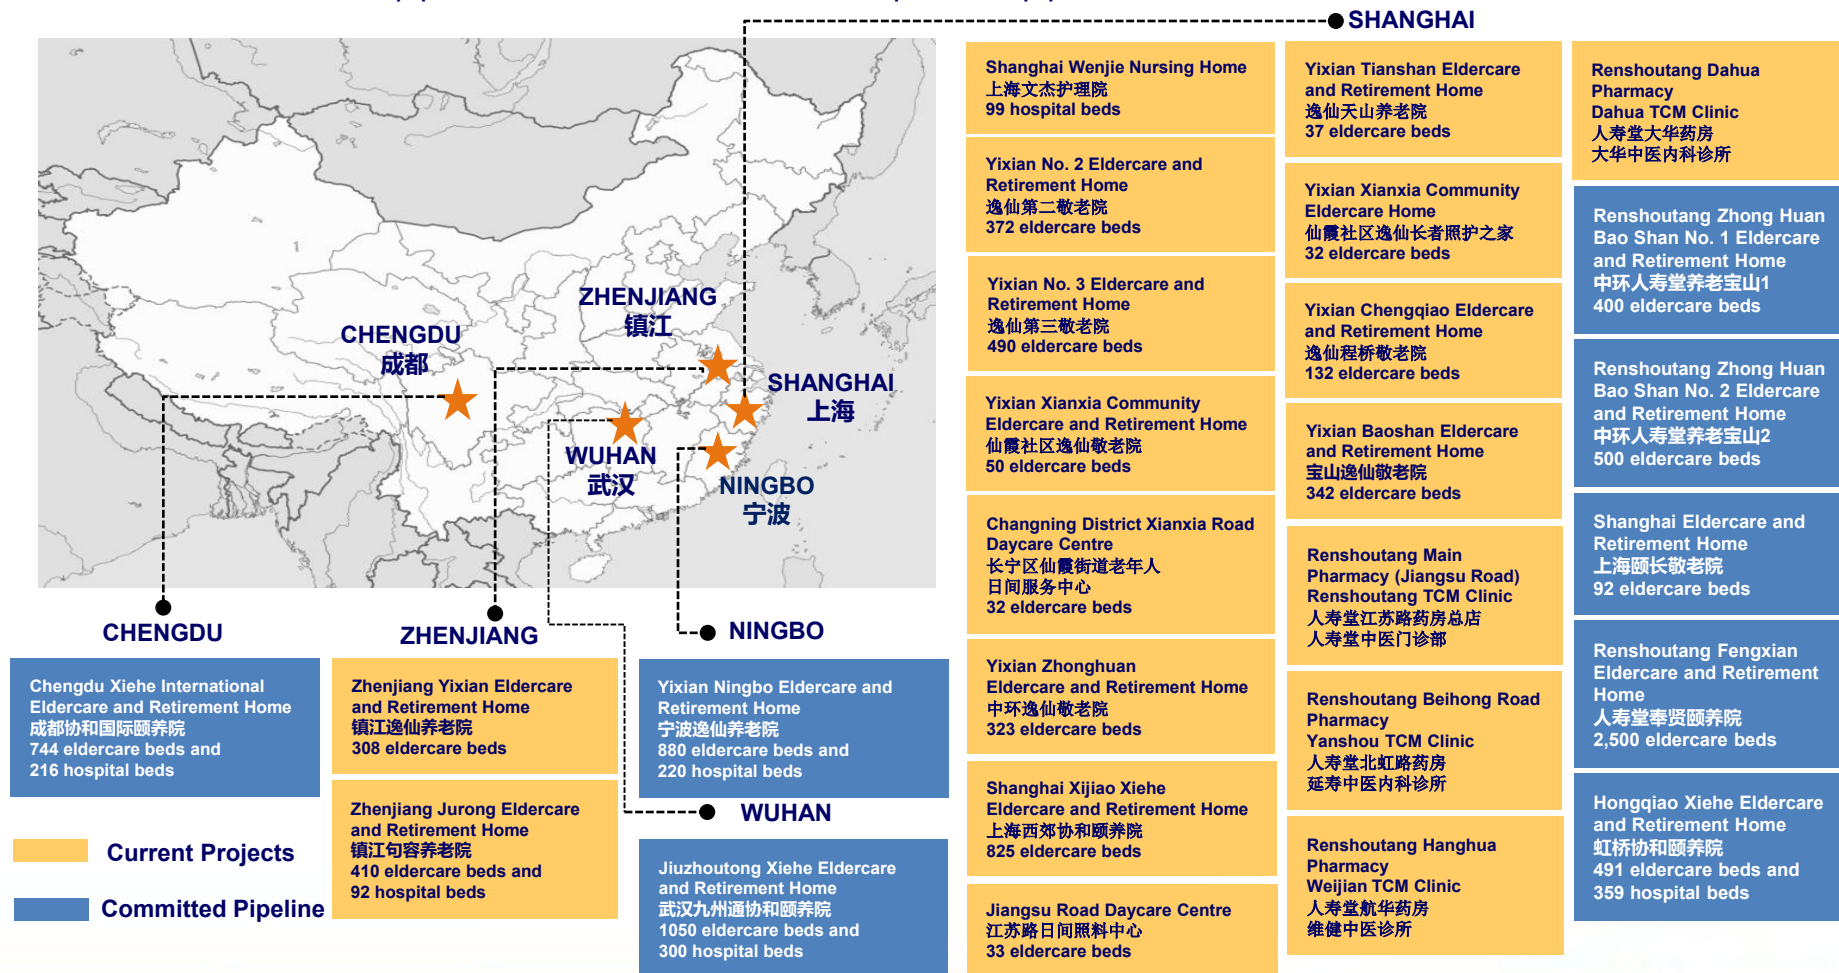 SHANGHAI
ZHENJIANG
镇江
CHENGDU
成都
SHANGHAI
上海
WUHAN
武汉
NINGBO
宁波
CHENGDU
Chengdu Xiehe International
Eldercare and Retirement Home
成都协和国际颐养院
744 eldercare beds and
216 hospital beds
Current Projects
Committed Pipeline
ZHENJIANG
Zhenjiang Yixian Eldercare
and Retirement Home
镇江逸仙养老院
308 eldercare beds
Zhenjiang Jurong Eldercare
and Retirement Home
镇江句容养老院
410 eldercare beds and
92 hospital beds
NINGBO
Yixian Ningbo Eldercare and
Retirement Home
宁波逸仙养老院
880 eldercare beds and
220 hospital beds
WUHAN
Jiuzhoutong Xiehe Eldercare
and Retirement Home
武汉九州通协和颐养院
1050 eldercare beds and
300 hospital beds
Shanghai Wenjie Nursing Home
上海文杰护理院
99 hospital beds
Yixian No. 2 Eldercare and
Retirement Home
逸仙第二敬老院
372 eldercare beds
Yixian No. 3 Eldercare and
Retirement Home
逸仙第三敬老院
490 eldercare beds
Yixian Xianxia Community
Eldercare and Retirement Home
仙霞社区逸仙敬老院
50 eldercare beds
Changning District Xianxia Road
Daycare Centre
长宁区仙霞街道老年人
日间服务中心
32 eldercare beds
Yixian Zhonghuan
Eldercare and Retirement Home
中环逸仙敬老院
323 eldercare beds
Shanghai Xijiao Xiehe
Eldercare and Retirement Home
上海西郊协和颐养院
825 eldercare beds
Jiangsu Road Daycare Centre
江苏路日间照料中心
33 eldercare beds
Yixian Tianshan Eldercare
and Retirement Home
逸仙天山养老院
37 eldercare beds
Yixian Xianxia Community
Eldercare Home
仙霞社区逸仙长者照护之家
32 eldercare beds
Yixian Chengqiao Eldercare
and Retirement Home
逸仙程桥敬老院
132 eldercare beds
Yixian Baoshan Eldercare
and Retirement Home
宝山逸仙敬老院
342 eldercare beds
Renshoutang Main
Pharmacy (Jiangsu Road)
Renshoutang TCM Clinic
人寿堂江苏路药房总店
人寿堂中医门诊部
Renshoutang Beihong Road
Pharmacy
Yanshou TCM Clinic
人寿堂北虹路药房
延寿中医内科诊所
Renshoutang Hanghua
Pharmacy
Weijian TCM Clinic
人寿堂航华药房
维健中医诊所
Renshoutang Dahua
Pharmacy
Dahua TCM Clinic
人寿堂大华药房
大华中医内科诊所
Renshoutang Zhong Huan
Bao Shan No. 1 Eldercare
and Retirement Home
中环人寿堂养老宝山1
400 eldercare beds
Renshoutang Zhong Huan
Bao Shan No. 2 Eldercare
and Retirement Home
中环人寿堂养老宝山2
500 eldercare beds
Shanghai Eldercare and
Retirement Home
上海颐长敬老院
92 eldercare beds
Renshoutang Fengxian
Eldercare and Retirement
Home
人寿堂奉贤颐养院
2,500 eldercare beds
Hongqiao Xiehe Eldercare
and Retirement Home
虹桥协和颐养院
491 eldercare beds and
359 hospital beds